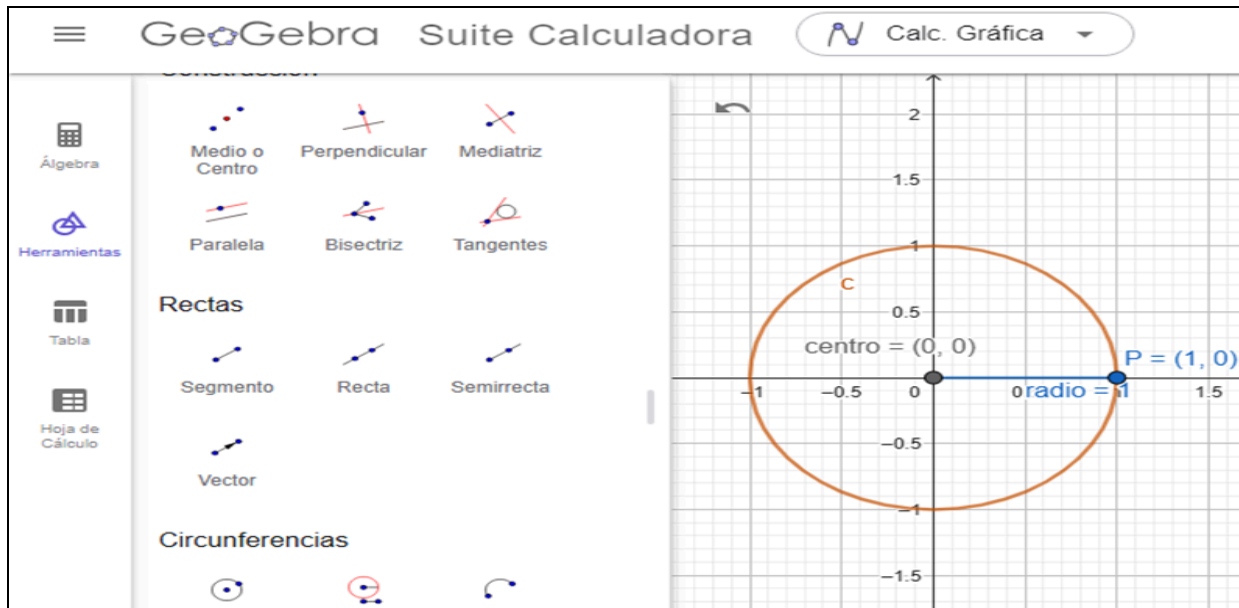 GeoGebra Suite Calculadora
Calc. Gráfica
Álgebra
Herramientas
Tabla
Hoja de
Cálculo
Construcción
Medio o
Centro
Perpendicular
Mediatriz
Paralela
Bisectriz
Tangentes
Rectas
Segmento
Recta
Semirrecta
Vector
Circunferencias
2
1.5
1
c
0.5
centro = (0, 0)
P = (1, 0)
radio = 1
–1
–0.5
0
0
1.5
–0.5
–1
–1.5